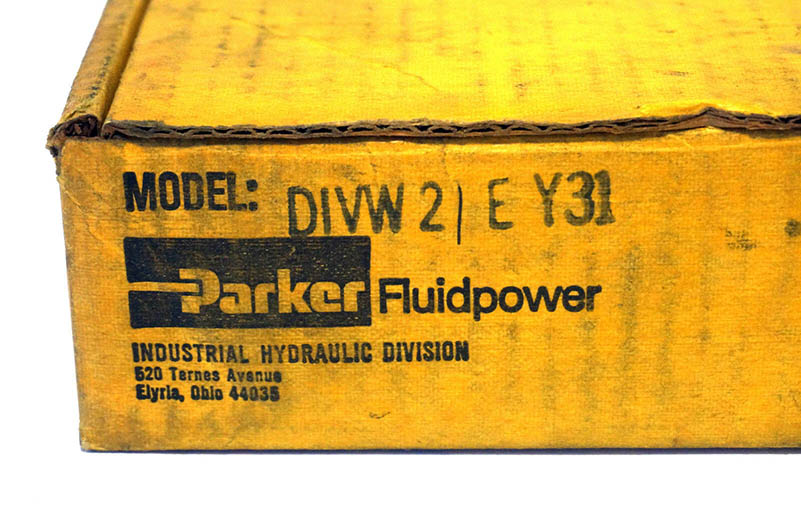 MODEL: DIVW 2 | E Y31
Parker Fluidpower
INDUSTRIAL HYDRAULIC DIVISION
520 Ternes Avenue
Elyria, Ohio 44035